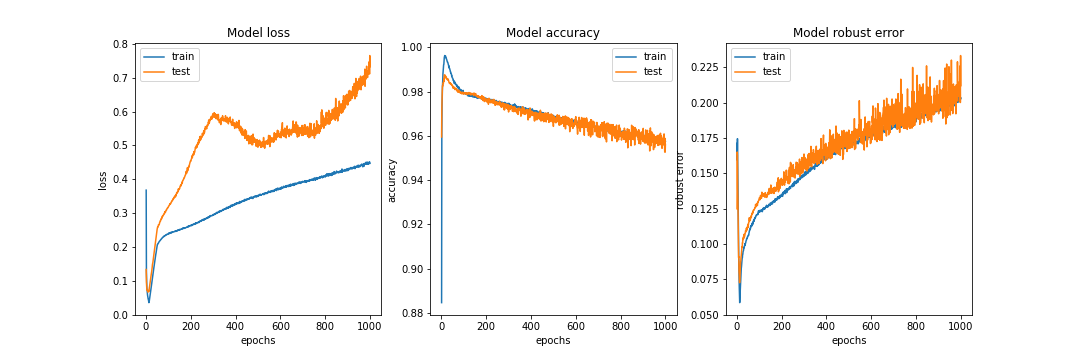 Model loss
train
test
0.8
0.7
0.6
0.5
0.4
0.3
0.2
0.1
0.0
loss
0
200
400
600
800
1000
epochs
Model accuracy
train
test
1.00
0.98
0.96
0.94
0.92
0.90
0.88
accuracy
0
200
400
600
800
1000
epochs
Model robust error
train
test
0.225
0.200
0.175
0.150
0.125
0.100
0.075
0.050
robust error
0
200
400
600
800
1000
epochs